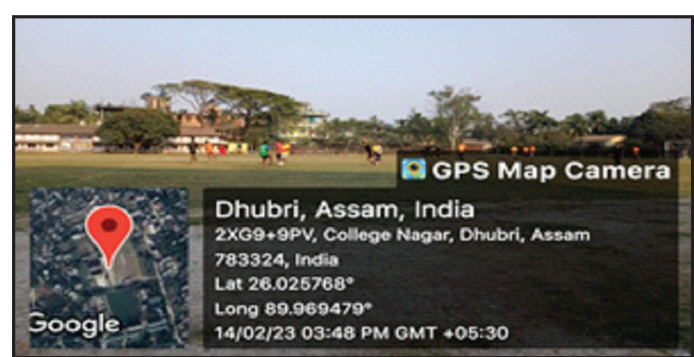 GPS Map Camera
Dhubri, Assam, India
2XG9+9PV, College Nagar, Dhubri, Assam
783324, India
Lat 26.025768°
Long 89.969479°
14/02/23 03:48 PM GMT +05:30
Google